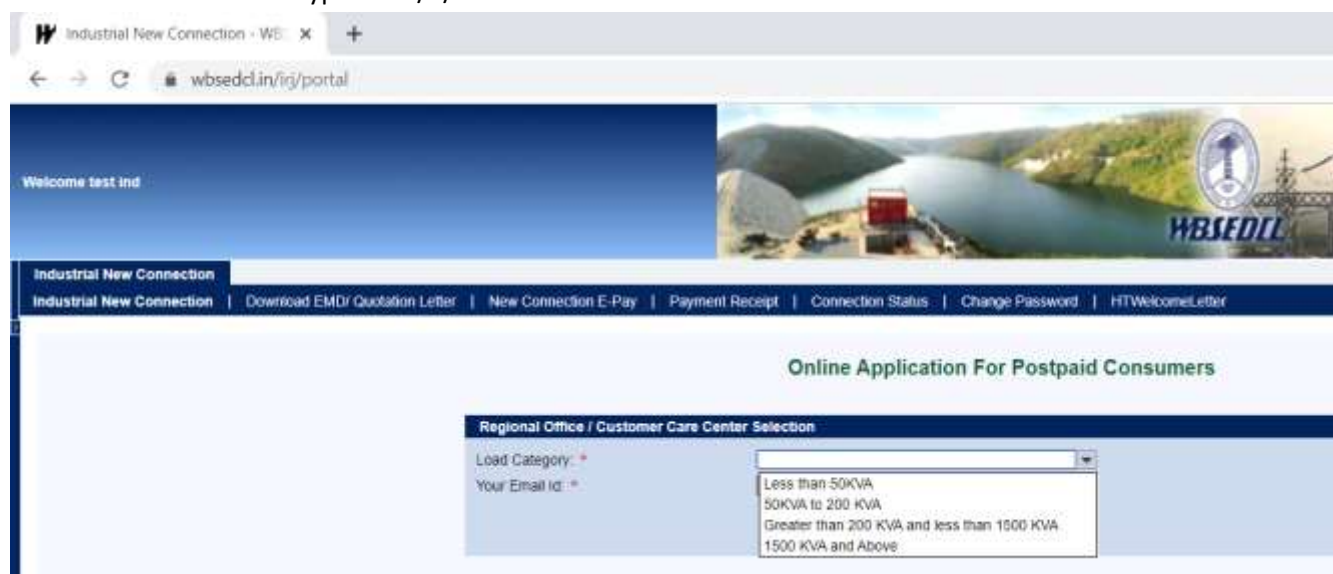 Industrial New Connection - WB
wbsedcl.in/irj/portal
Welcome test ind
WBSEDCL
Industrial New Connection
Industrial New Connection | Download EMD/ Quotation Letter | New Connection E-Pay | Payment Receipt | Connection Status | Change Password | HTWelcomeLetter
Online Application For Postpaid Consumers
Regional Office / Customer Care Center Selection
Load Category: *
Your Email Id: *
Less than 50KVA
50KVA to 200 KVA
Greater than 200 KVA and less than 1500 KVA
1500 KVA and Above